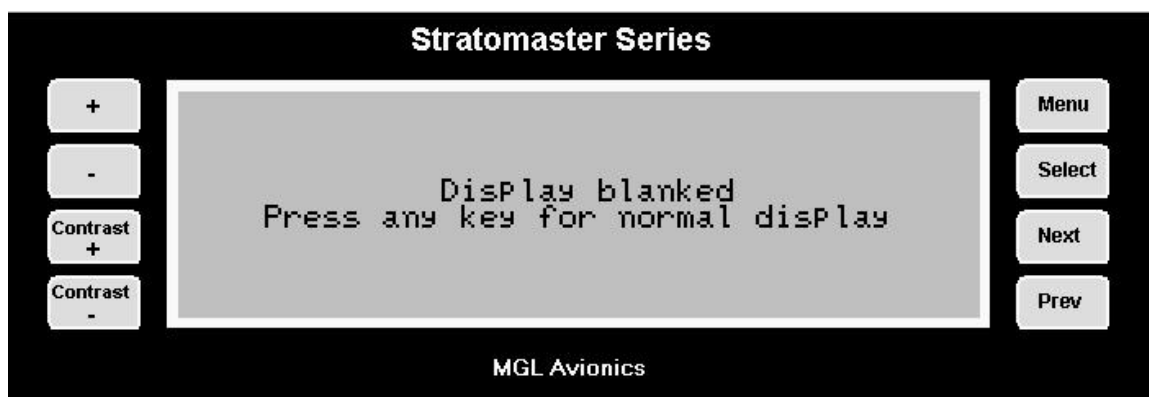 Stratomaster Series
+
-
Contrast
+
Contrast
-
Display blanked
Press any key for normal display
Menu
Select
Next
Prev
MGL Avionics